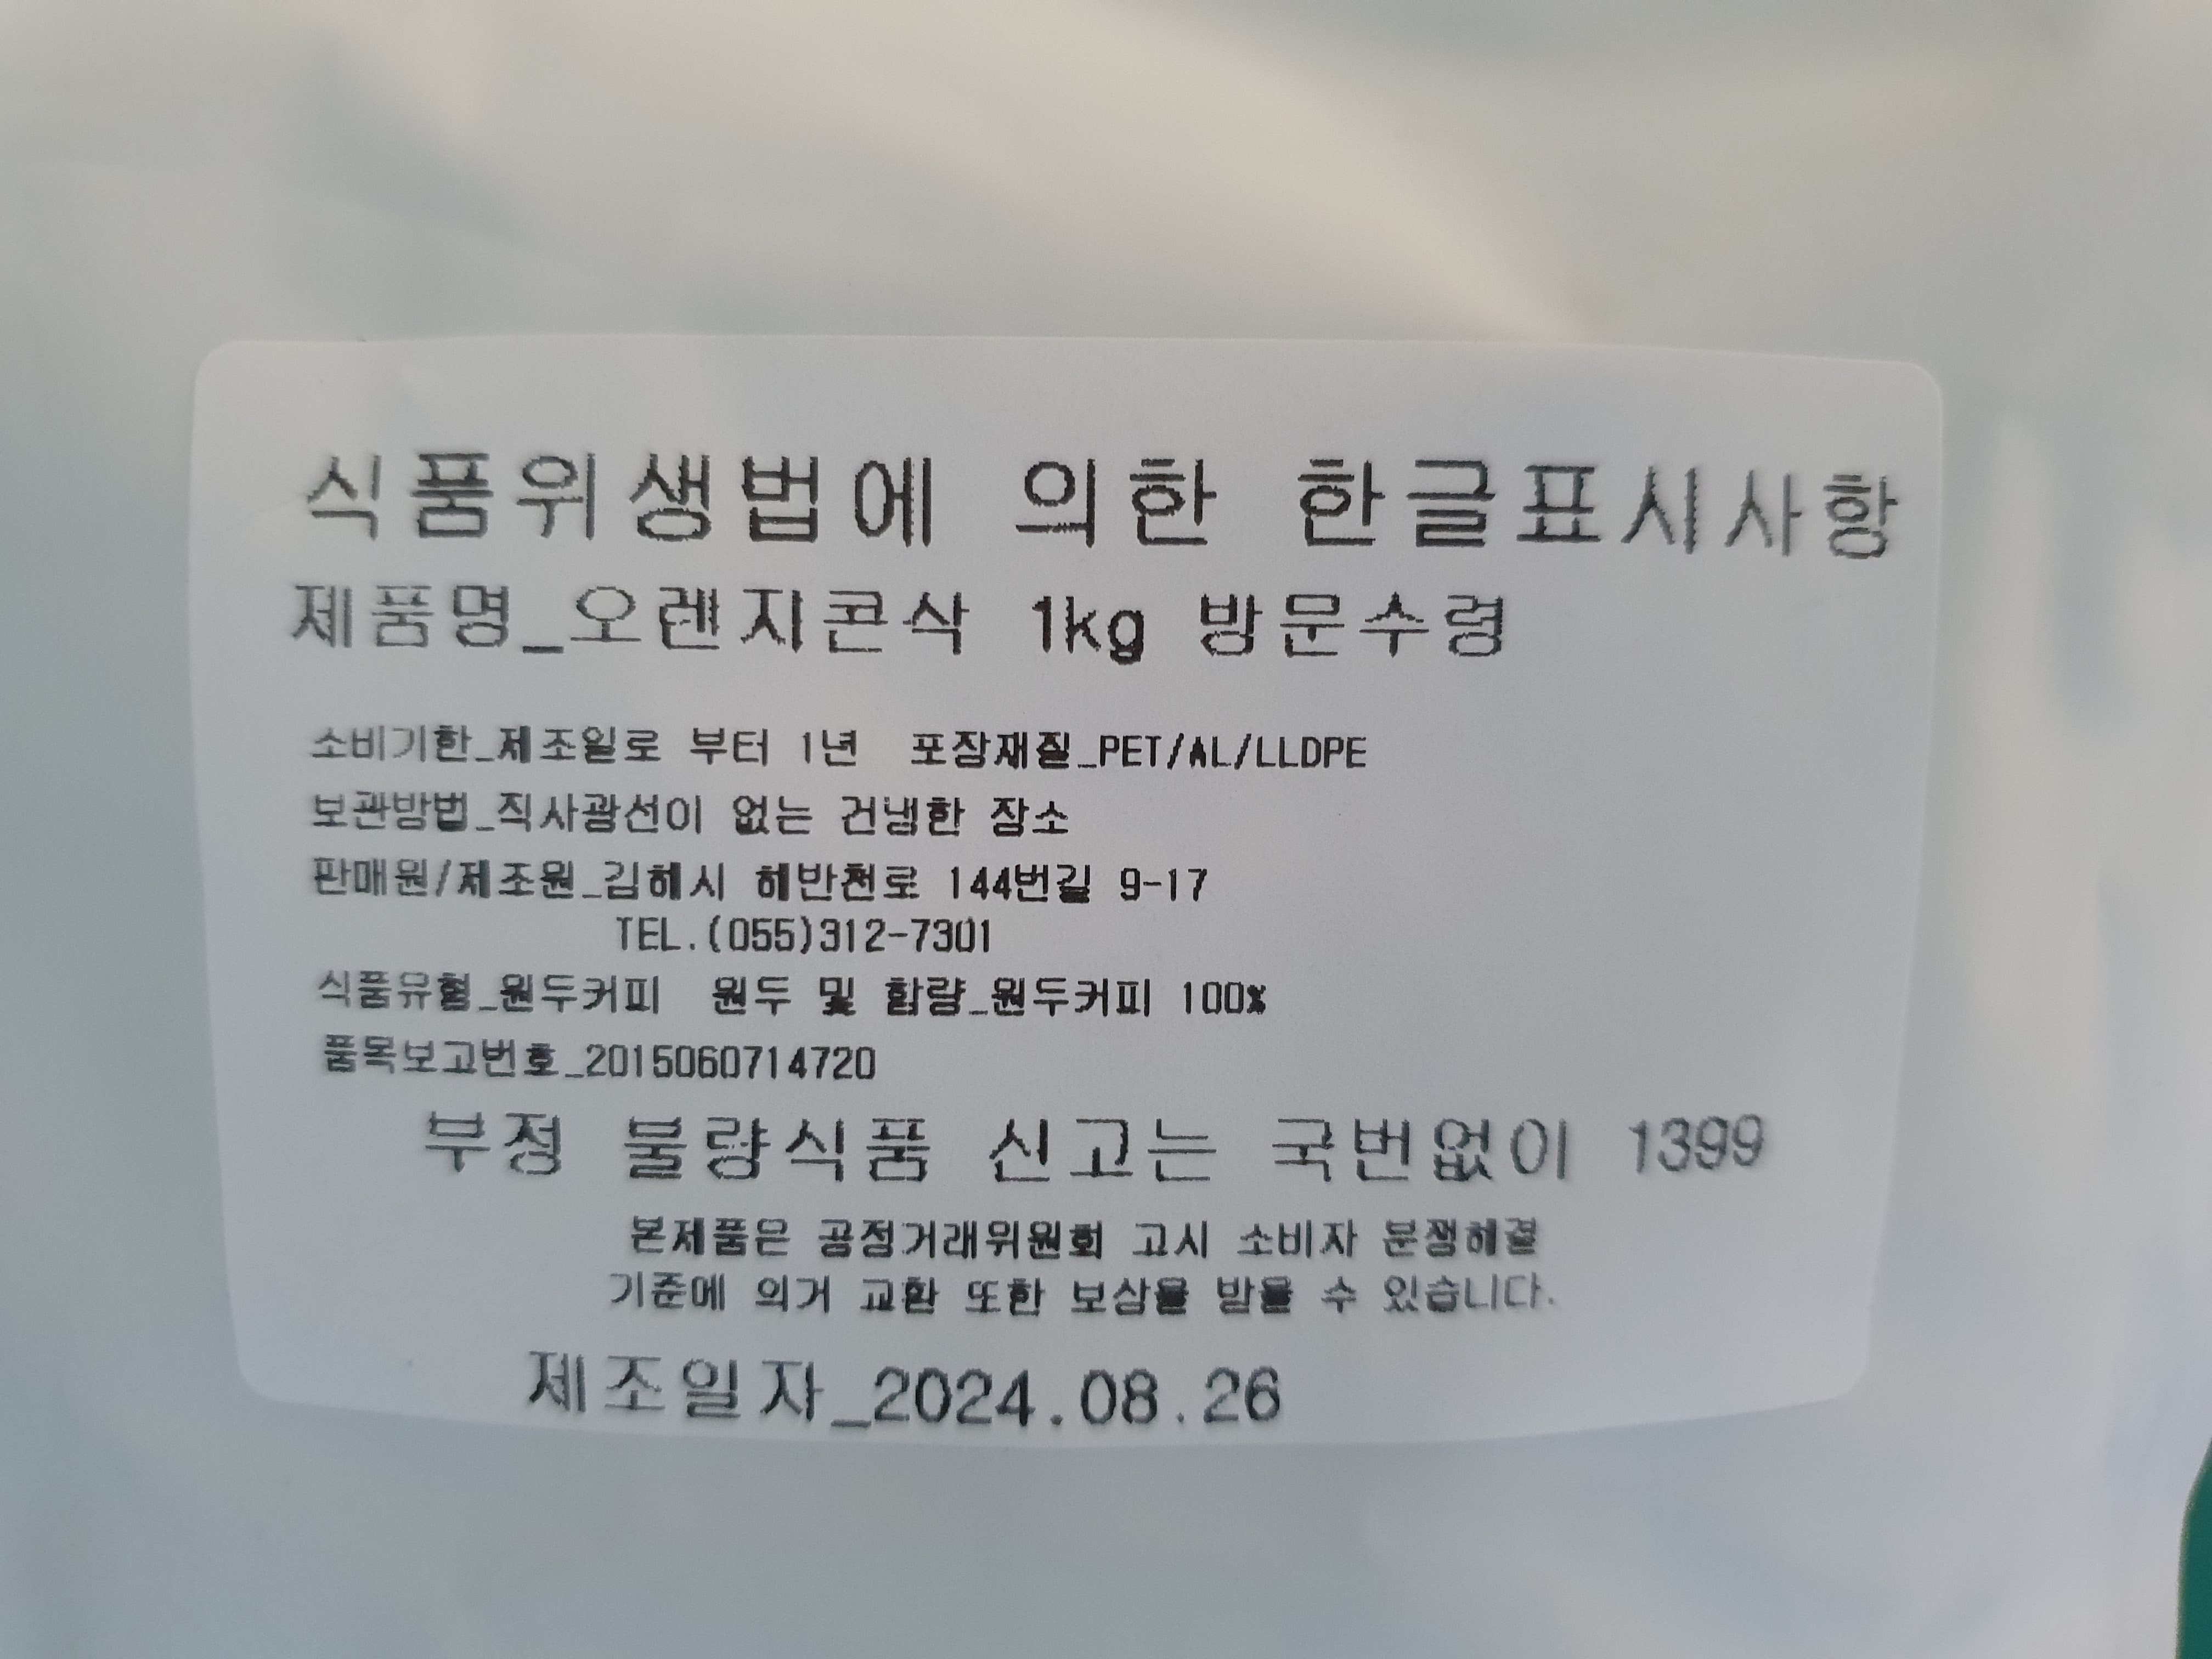 식품위생법에 의한 한글표시사항
제품명_오렌지콘삭 1kg 방문수령
소비기한_제조일로 부터 1년 포장재질_PET/AL/LLDPE
보관방법_직사광선이 없는 건냉한 장소
판매원/제조원_김해시 해반천로 144번길 9-17
TEL.(055)312-7301
식품유형_원두커피 원두 및 함량_원두커피 100%
품목보고번호_2015060714720
부정 불량식품 신고는 국번없이 1399
본제품은 공정거래위원회 고시 소비자 분쟁해결
기준에 의거 교환 또한 보상을 받을 수 있습니다.
제조일자_2024.08.26